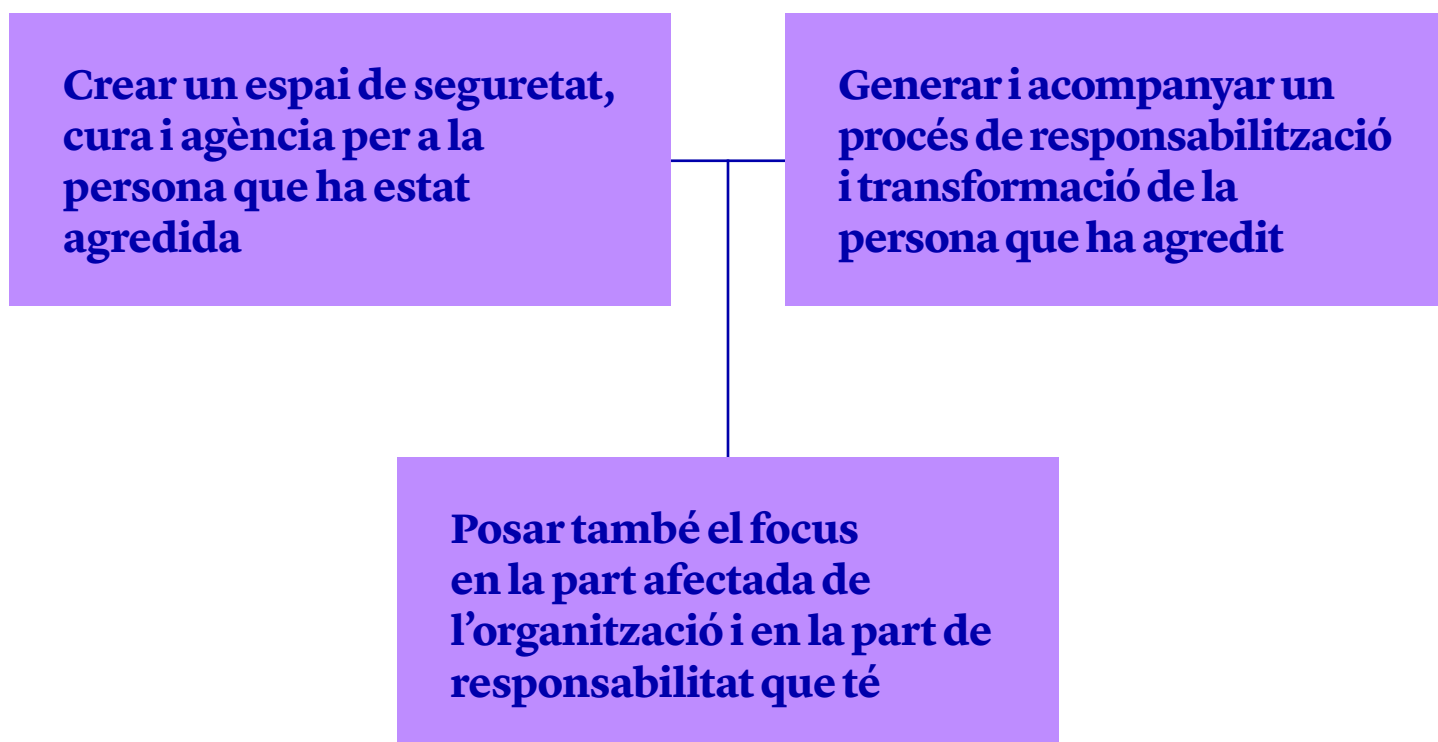 Crear un espai de seguretat,
cura i agència per a la
persona que ha estat
agredida
Generar i acompanyar un
procés de responsabilització
i transformació de la
persona que ha agredit
Posar també el focus
en la part afectada de
l’organització i en la part de
responsabilitat que té